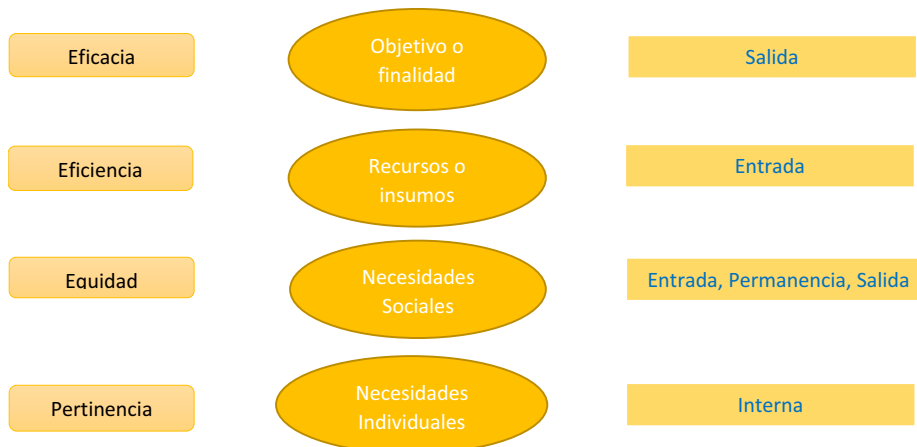 Eficacia
Objetivo o
finalidad
Salida
Eficiencia
Recursos o
insumos
Entrada
Equidad
Necesidades
Sociales
Entrada, Permanencia, Salida
Pertinencia
Necesidades
Individuales
Interna